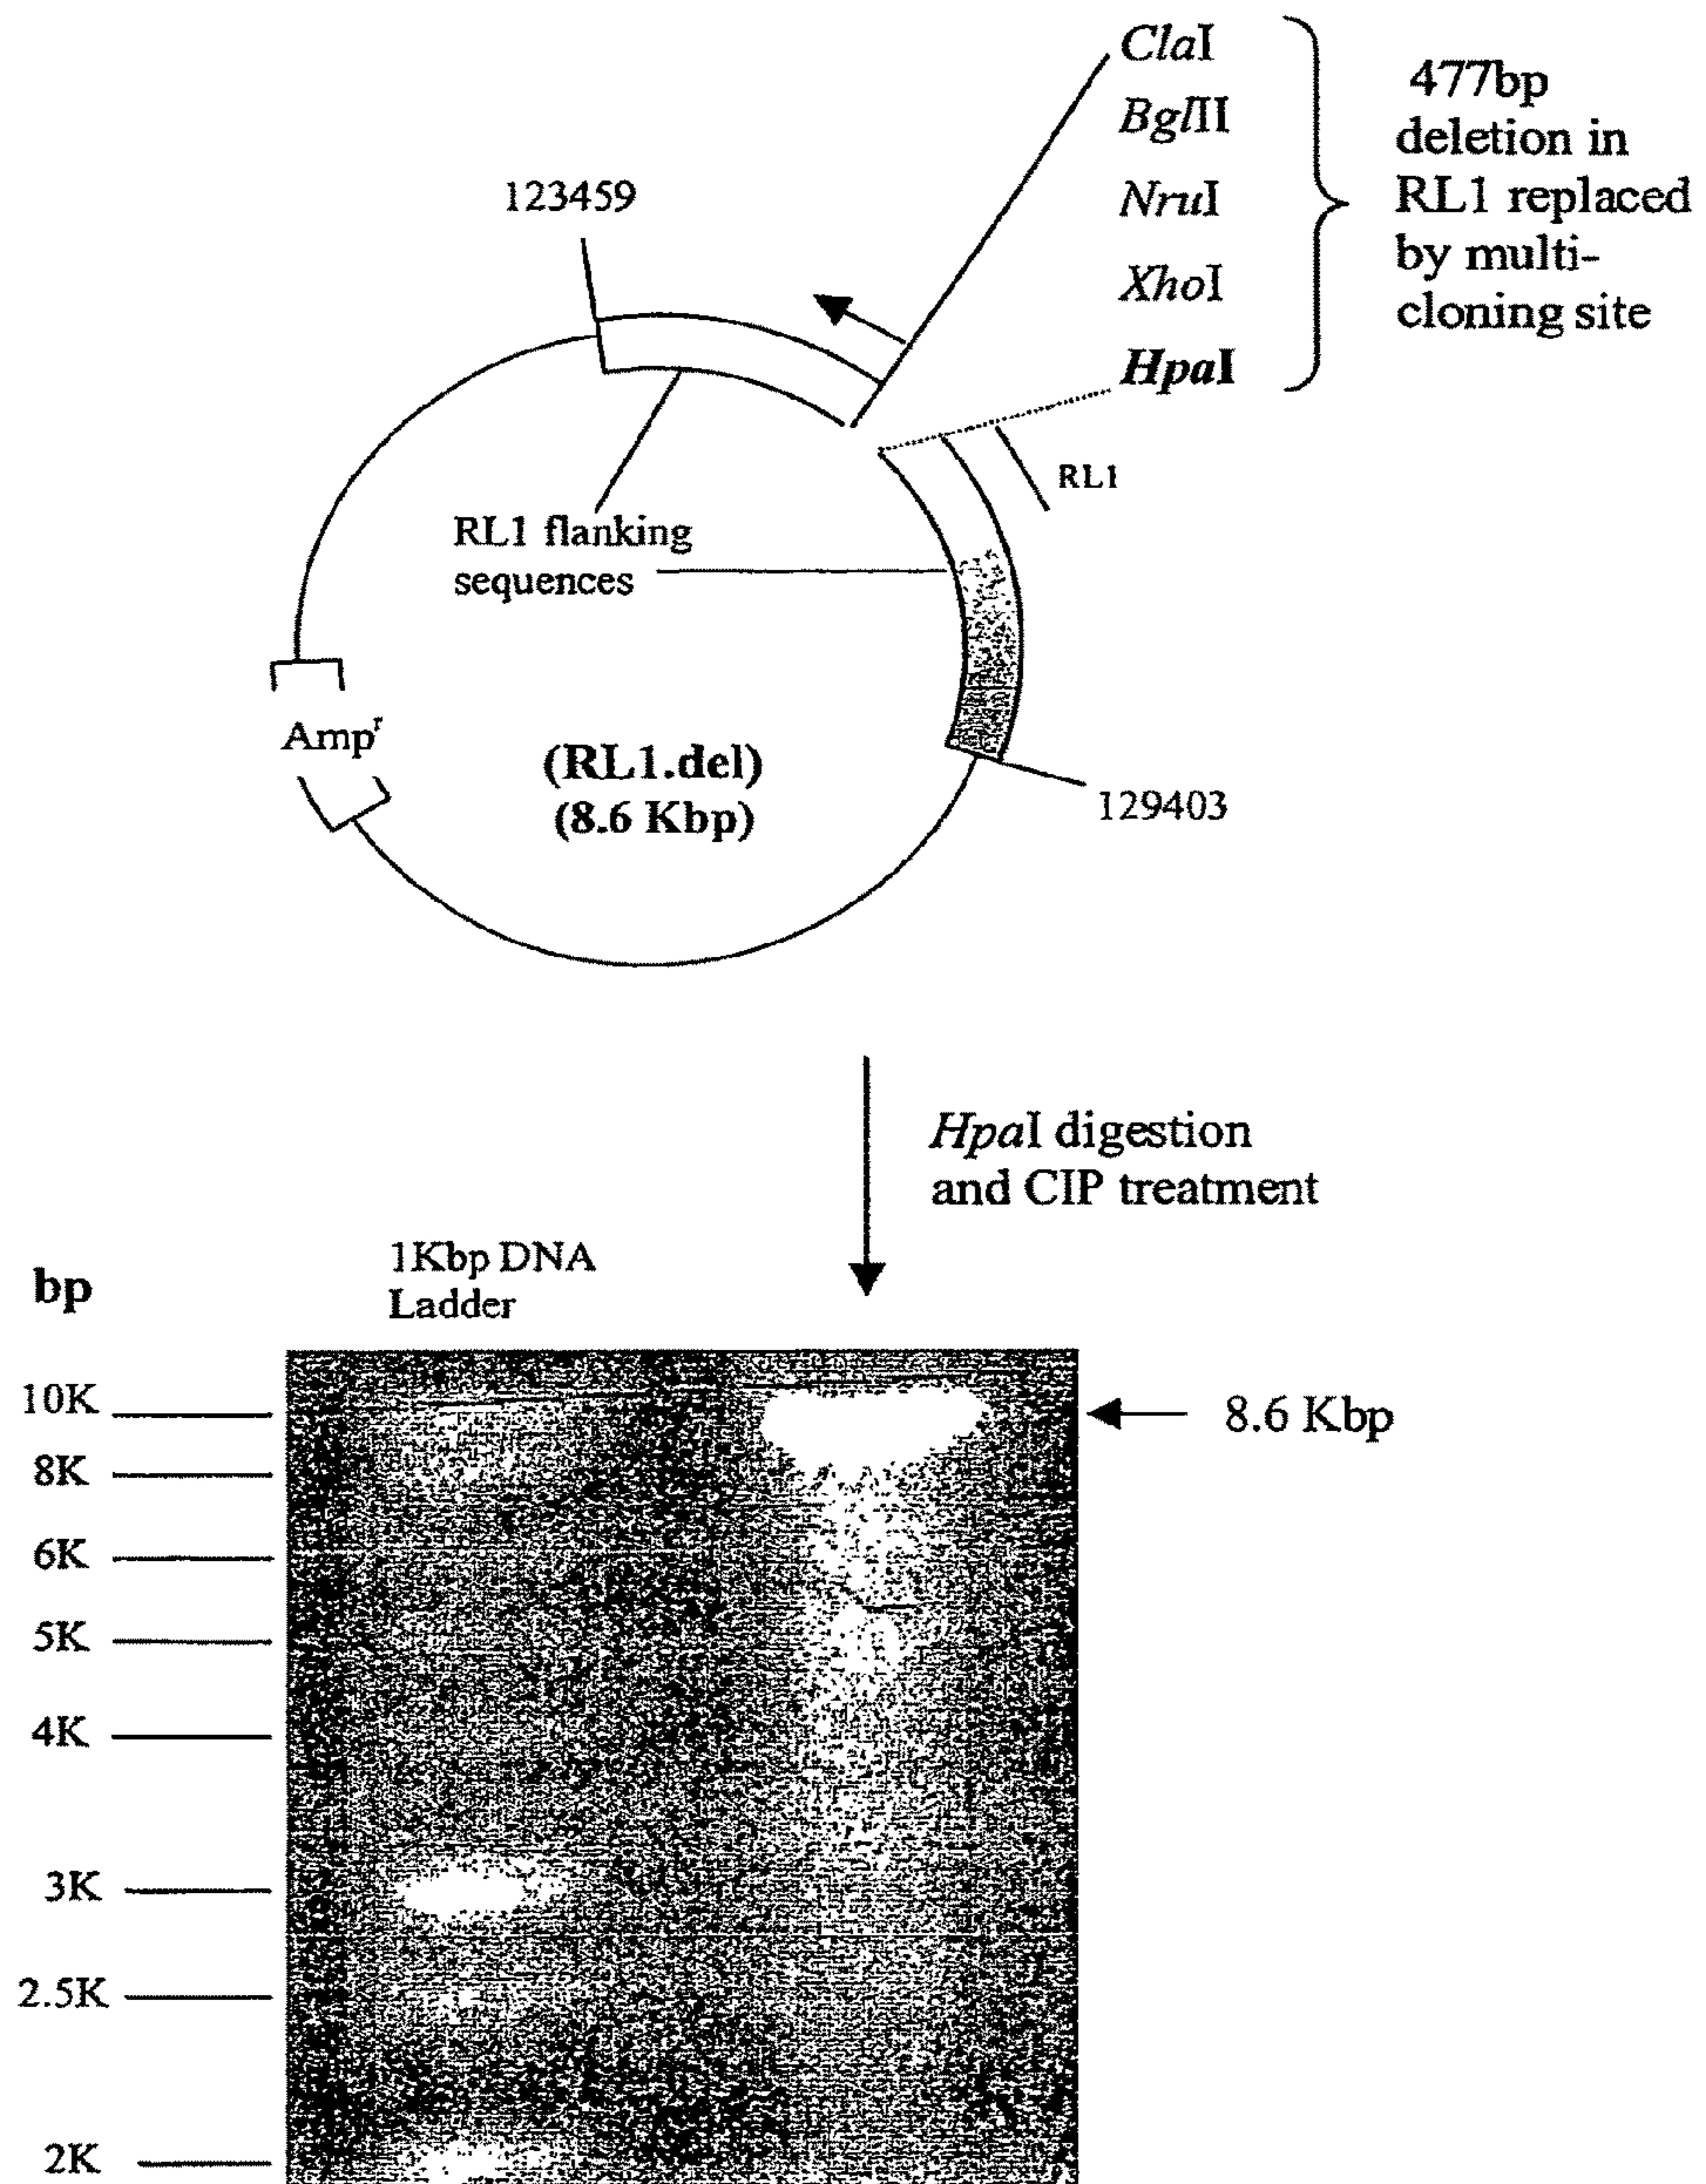 ClaI
BglII
NruI
XhoI
HpaI
477bp
deletion in
RL1 replaced
by multi-
cloning site
123459
RL1
RL1 flanking
sequences
Ampr
(RL1.del)
(8.6 Kbp)
129403
HpaI digestion
and CIP treatment
1Kbp DNA
Ladder
bp
10K
8K
6K
5K
4K
3K
2.5K
2K
8.6 Kbp